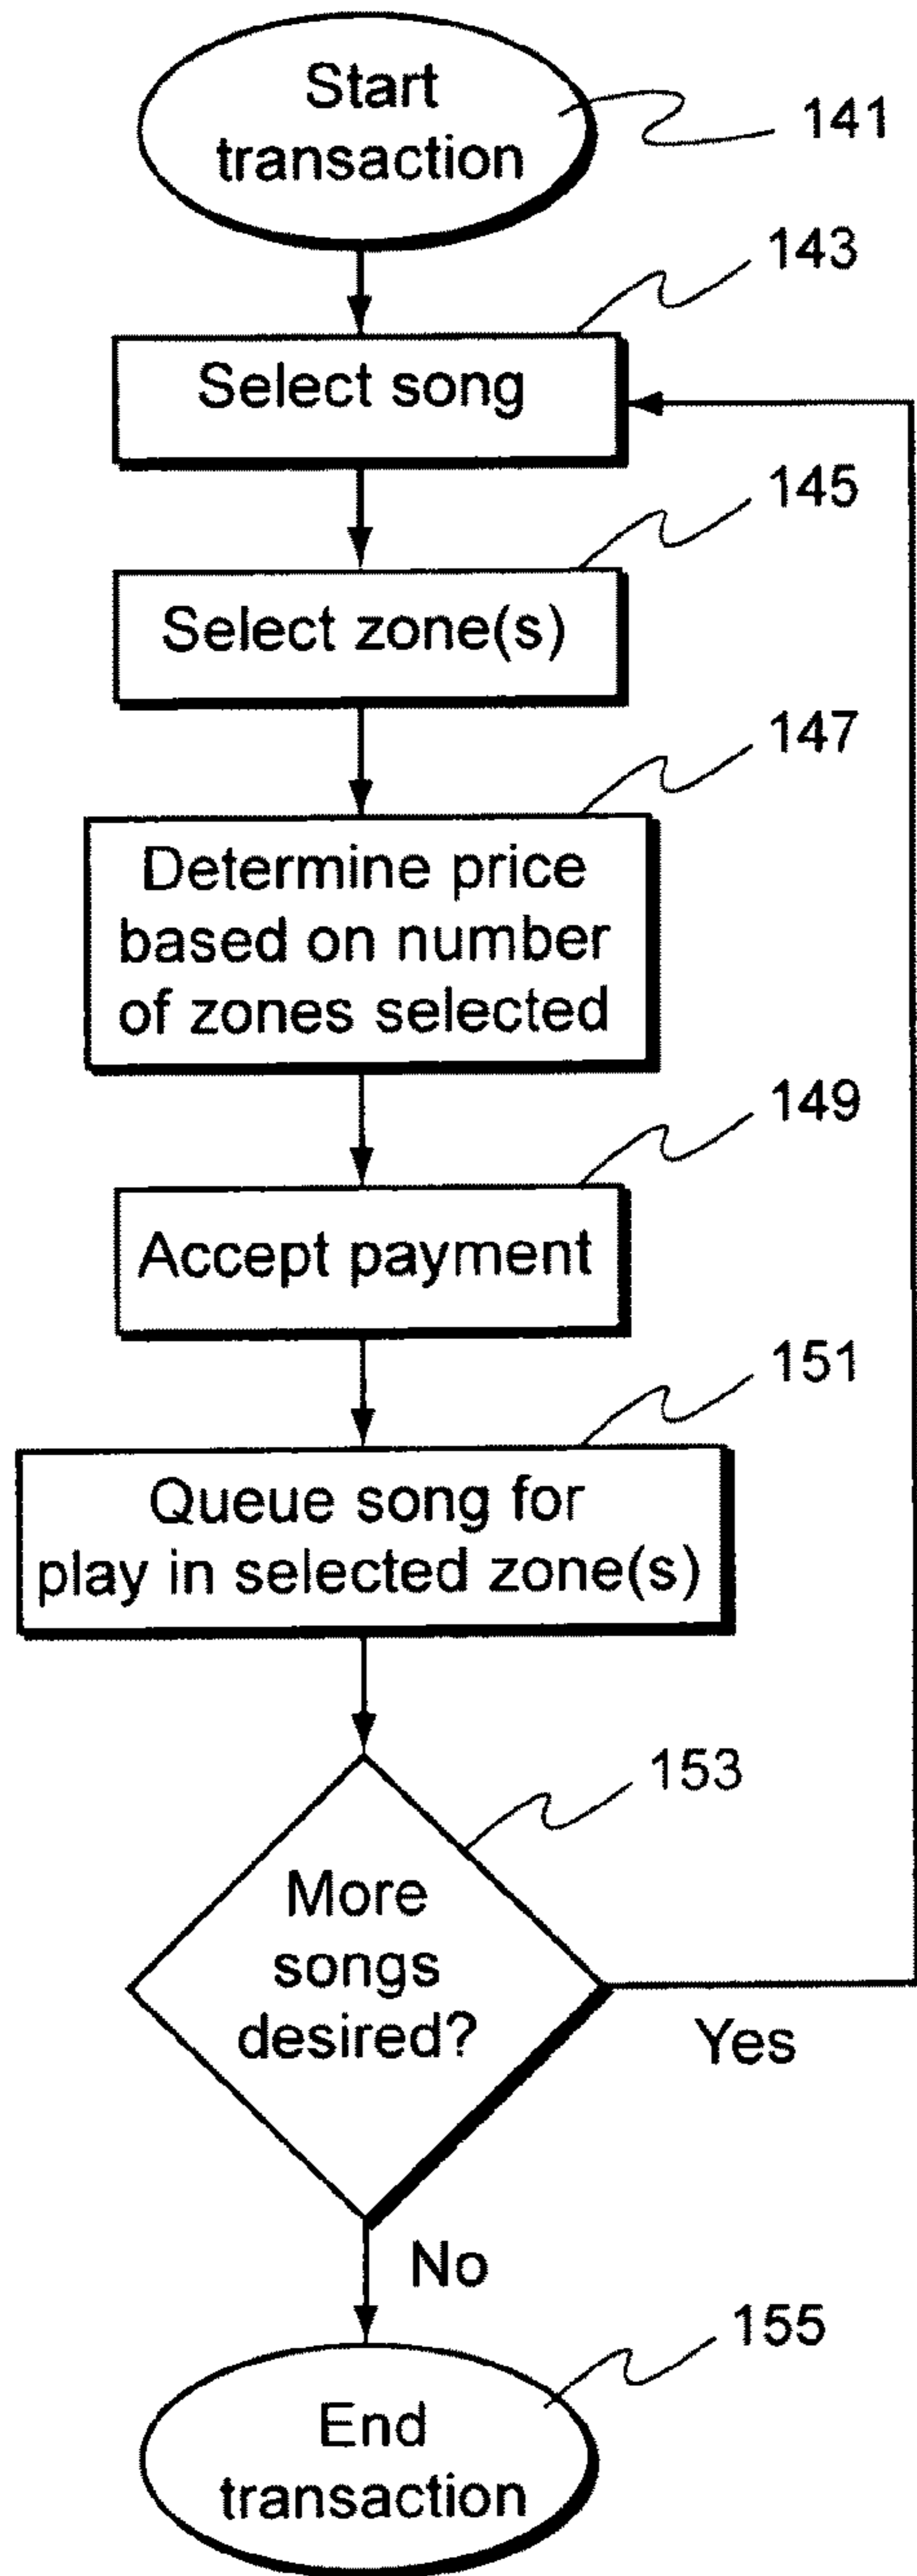 Start
transaction
141
143
Select song
145
Select zone(s)
147
Determine price
based on number
of zones selected
149
Accept payment
151
Queue song for
play in selected zone(s)
153
More
songs
desired?
Yes
No
155
End
transaction